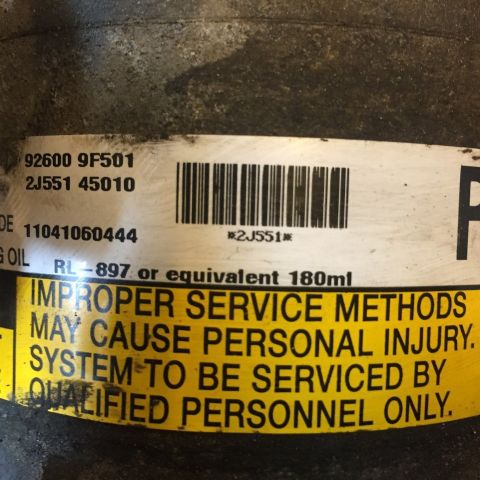 92600 9F501
2J551 45010
DE 11041060444
*2J551*
G OIL RL-897 or equivalent 180ml
IMPROPER SERVICE METHODS
MAY CAUSE PERSONAL INJURY.
SYSTEM TO BE SERVICED BY
QUALIFIED PERSONNEL ONLY.